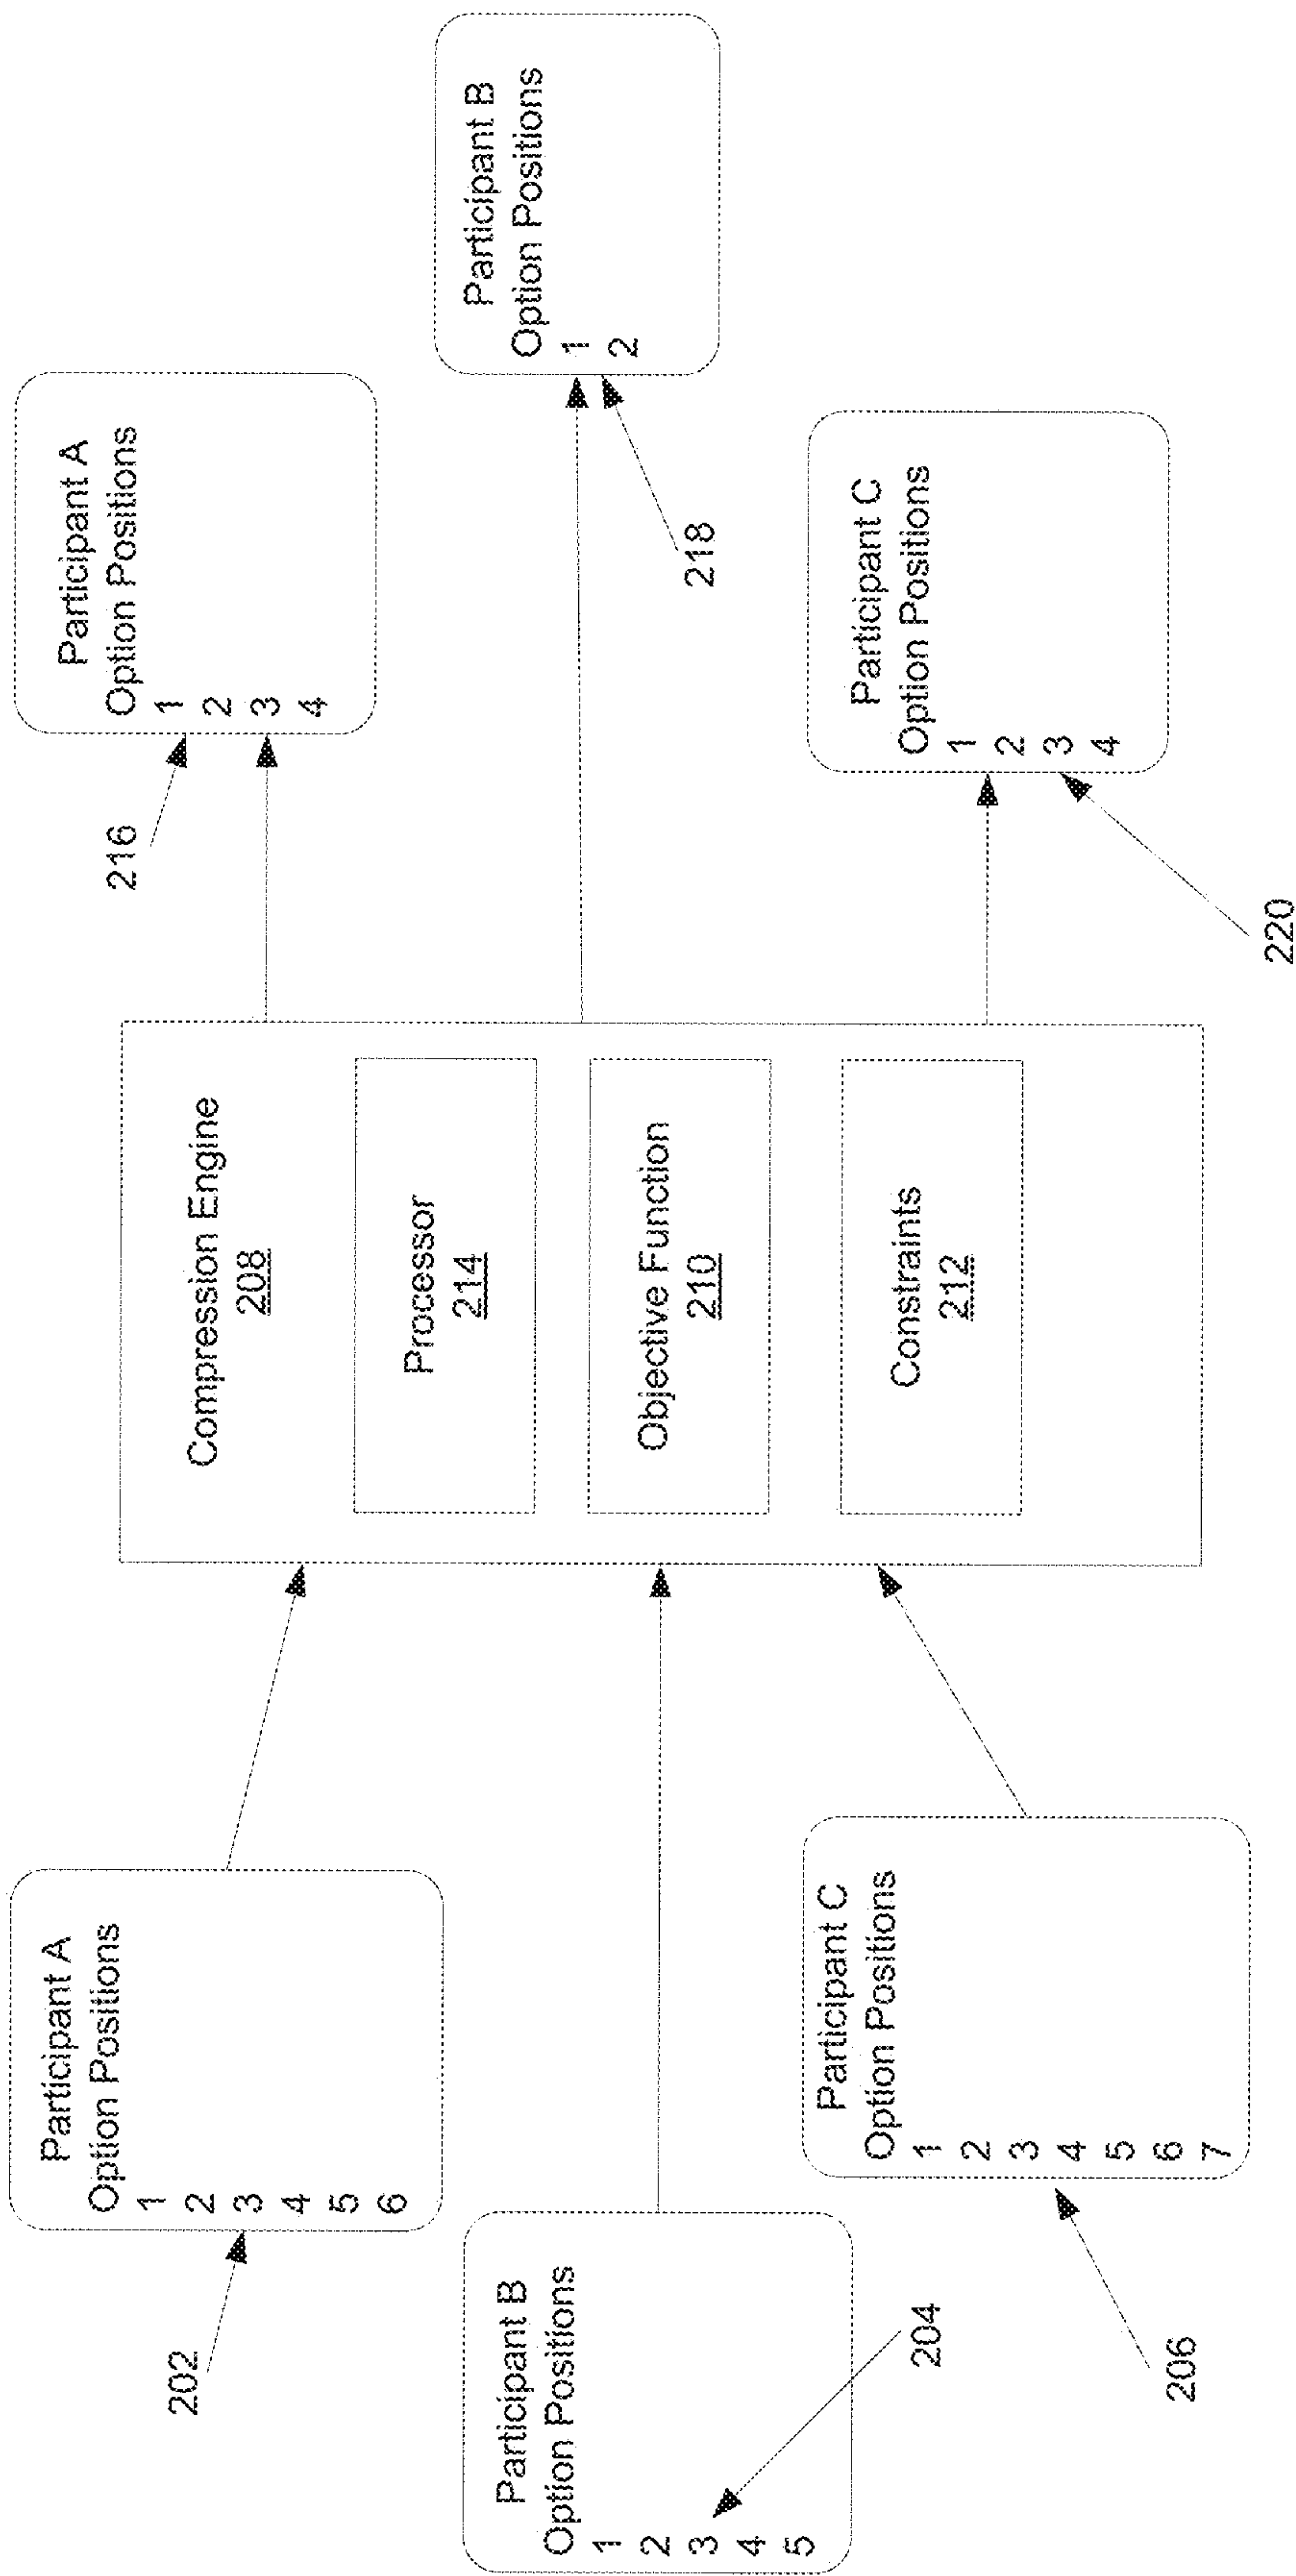 Participant A
Option Positions
1
2
3
4
5
6
202
Participant B
Option Positions
1
2
3
4
5
204
Participant C
Option Positions
1
2
3
4
5
6
7
206
Compression Engine
208
Processor
214
Objective Function
210
Constraints
212
216
Participant A
Option Positions
1
2
3
4
Participant B
Option Positions
1
2
218
Participant C
Option Positions
1
2
3
4
220